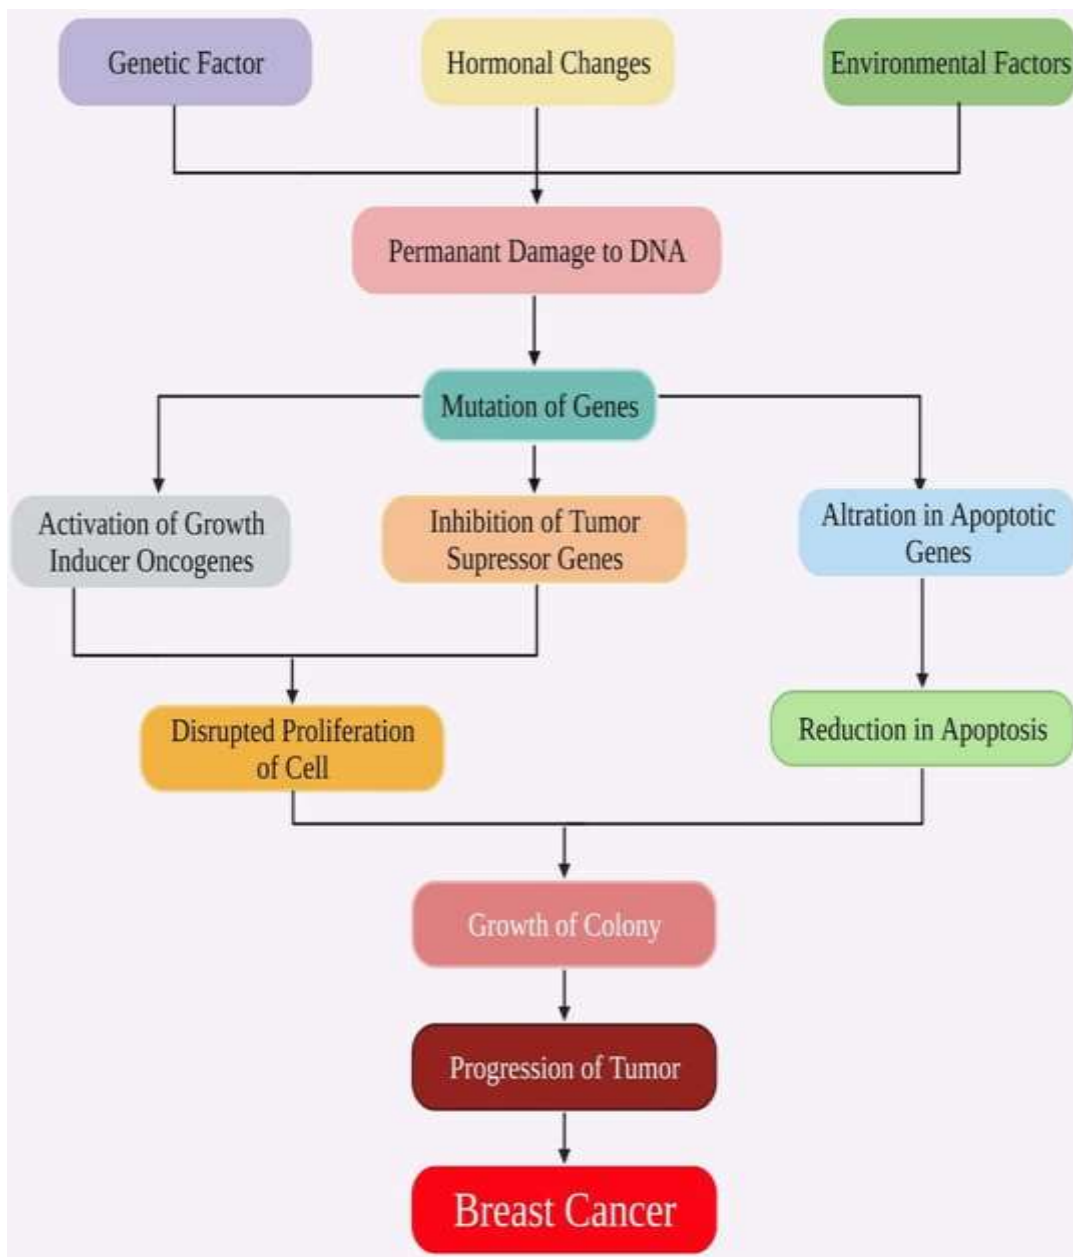 Genetic Factor
Hormonal Changes
Environmental Factors
Permanant Damage to DNA
Mutation of Genes
Activation of Growth
Inducer Oncogenes
Inhibition of Tumor
Supressor Genes
Altration in Apoptotic
Genes
Disrupted Proliferation
of Cell
Reduction in Apoptosis
Growth of Colony
Progression of Tumor
Breast Cancer